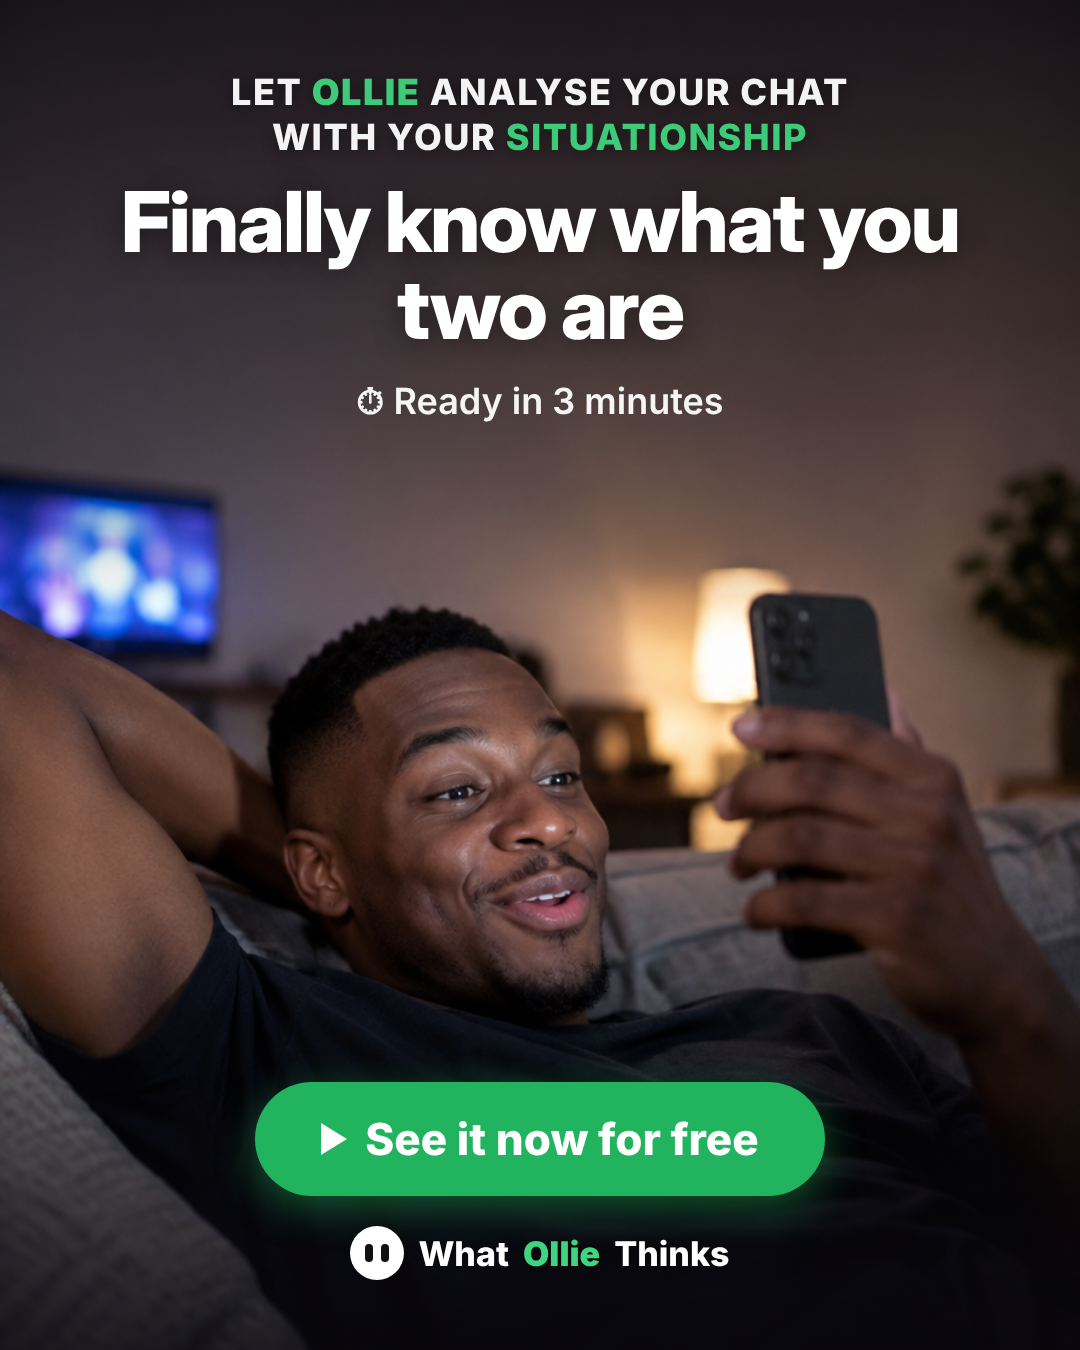 LET OLLIE ANALYSE YOUR CHAT
WITH YOUR SITUATIONSHIP
Finally know what you
two are
⏱ Ready in 3 minutes
▶ See it now for free
What Ollie Thinks